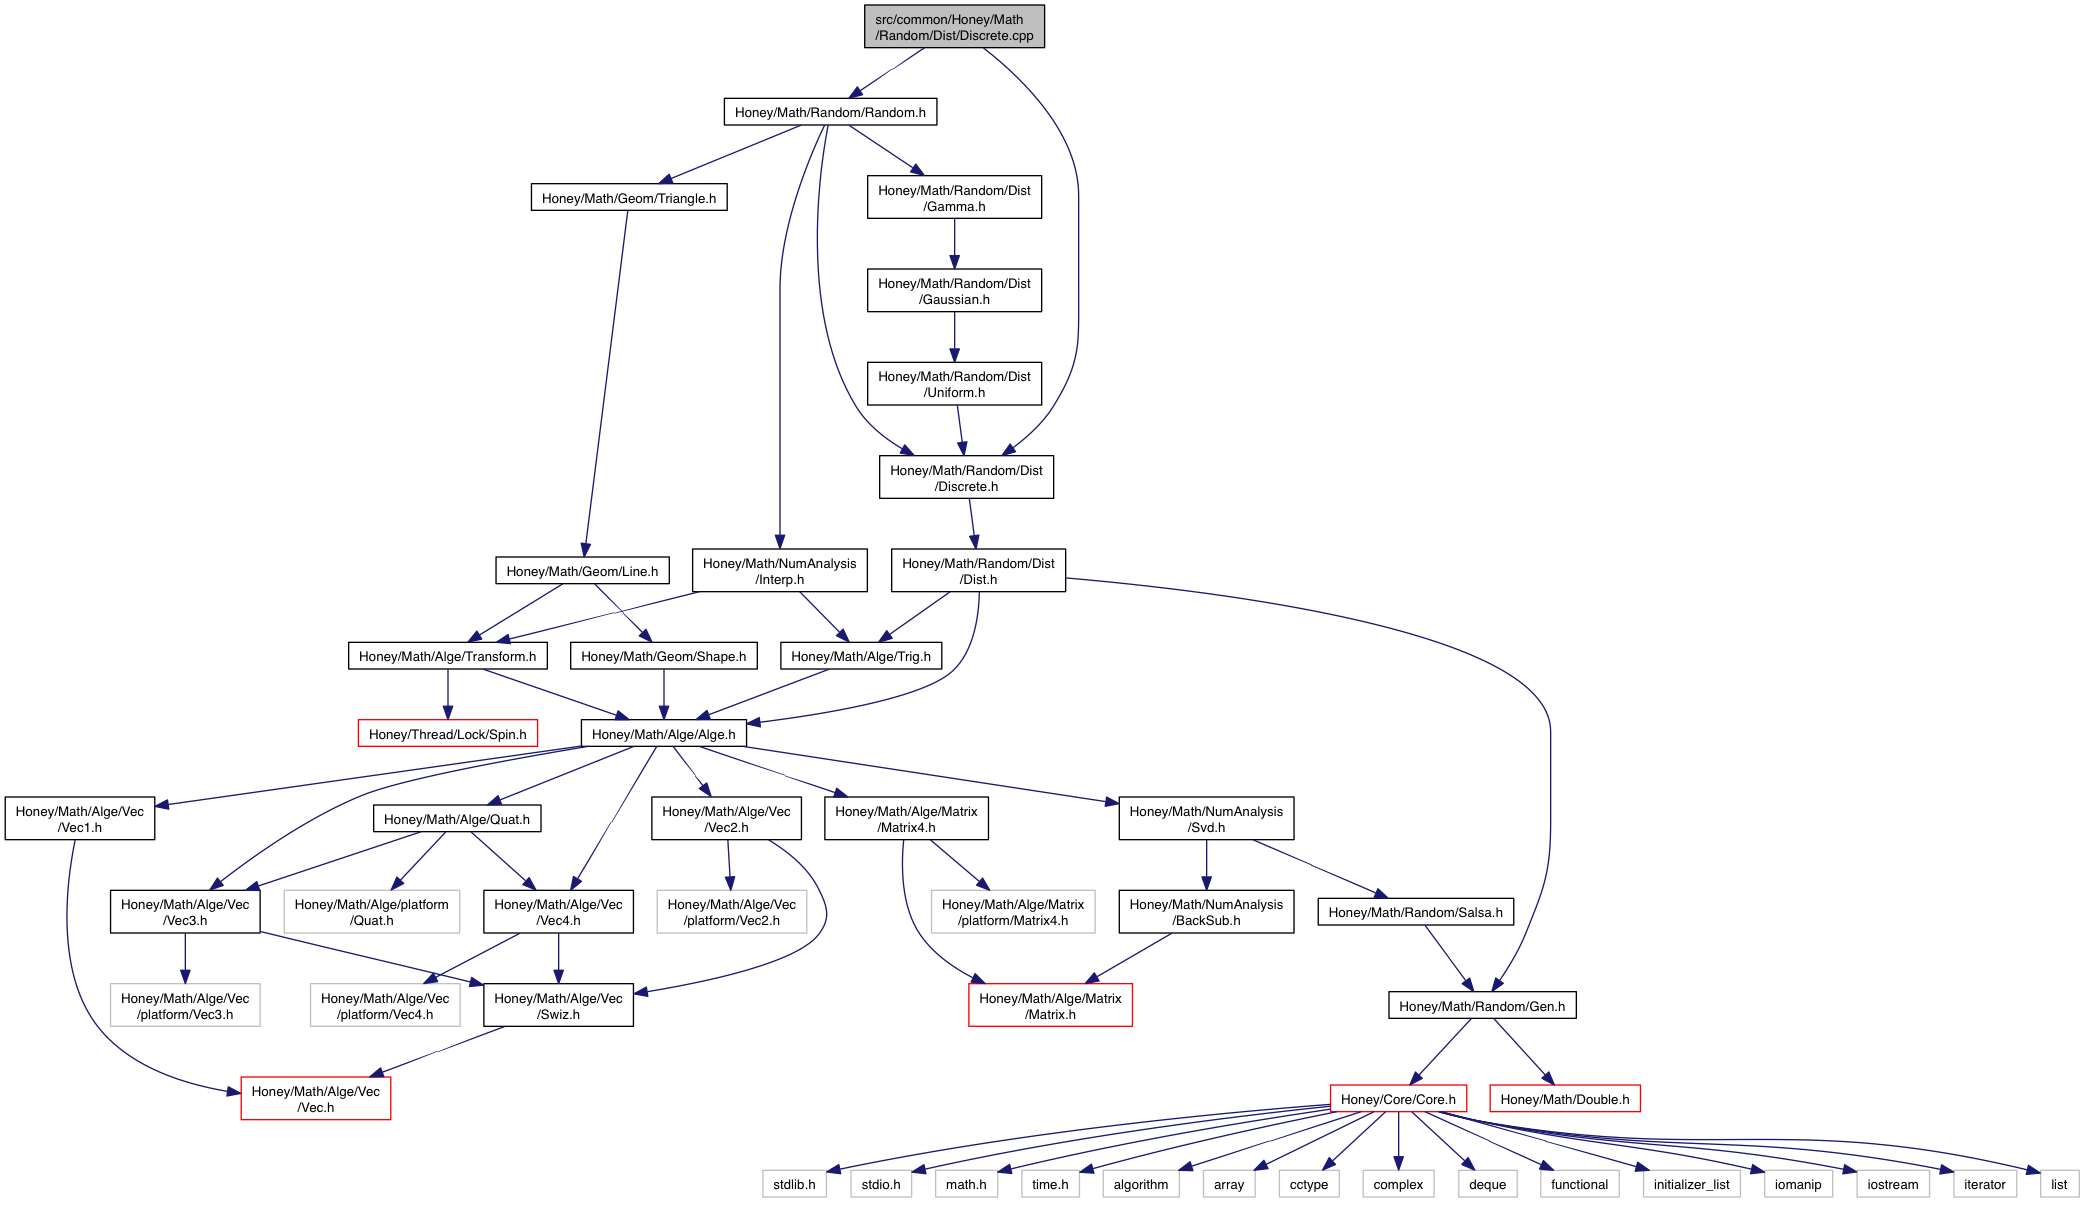 src/common/Honey/Math
/Random/Dist/Discrete.cpp
Honey/Math/Random/Random.h
Honey/Math/Geom/Triangle.h
Honey/Math/Random/Dist
/Gamma.h
Honey/Math/Random/Dist
/Gaussian.h
Honey/Math/Random/Dist
/Uniform.h
Honey/Math/Random/Dist
/Discrete.h
Honey/Math/Geom/Line.h
Honey/Math/NumAnalysis
/Interp.h
Honey/Math/Random/Dist
/Dist.h
Honey/Math/Alge/Transform.h
Honey/Math/Geom/Shape.h
Honey/Math/Alge/Trig.h
Honey/Thread/Lock/Spin.h
Honey/Math/Alge/Alge.h
Honey/Math/Alge/Vec
/Vec1.h
Honey/Math/Alge/Quat.h
Honey/Math/Alge/Vec
/Vec2.h
Honey/Math/Alge/Matrix
/Matrix4.h
Honey/Math/NumAnalysis
/Svd.h
Honey/Math/Alge/Vec
/Vec3.h
Honey/Math/Alge/platform
/Quat.h
Honey/Math/Alge/Vec
/Vec4.h
Honey/Math/Alge/Vec
/platform/Vec2.h
Honey/Math/Alge/Matrix
/platform/Matrix4.h
Honey/Math/NumAnalysis
/BackSub.h
Honey/Math/Random/Salsa.h
Honey/Math/Alge/Vec
/platform/Vec3.h
Honey/Math/Alge/Vec
/platform/Vec4.h
Honey/Math/Alge/Vec
/Swiz.h
Honey/Math/Alge/Matrix
/Matrix.h
Honey/Math/Random/Gen.h
Honey/Math/Alge/Vec
/Vec.h
Honey/Core/Core.h
Honey/Math/Double.h
stdlib.h
stdio.h
math.h
time.h
algorithm
array
cctype
complex
deque
functional
initializer_list
iomanip
iostream
iterator
list